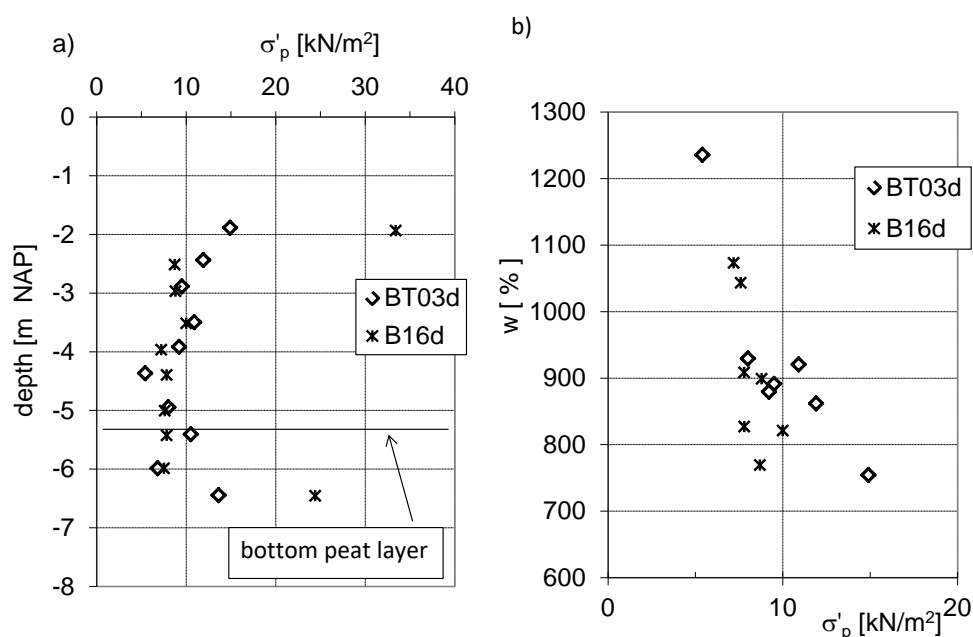 a)
σ'p [kN/m²]
0 10 20 30 40
0
-1
-2
-3
-4
-5
-6
-7
-8
depth [m NAP]
BT03d
B16d
bottom peat layer
b)
1300
1200
1100
1000
900
800
700
600
w [ % ]
BT03d
B16d
0 10 20
σ'p [kN/m²]